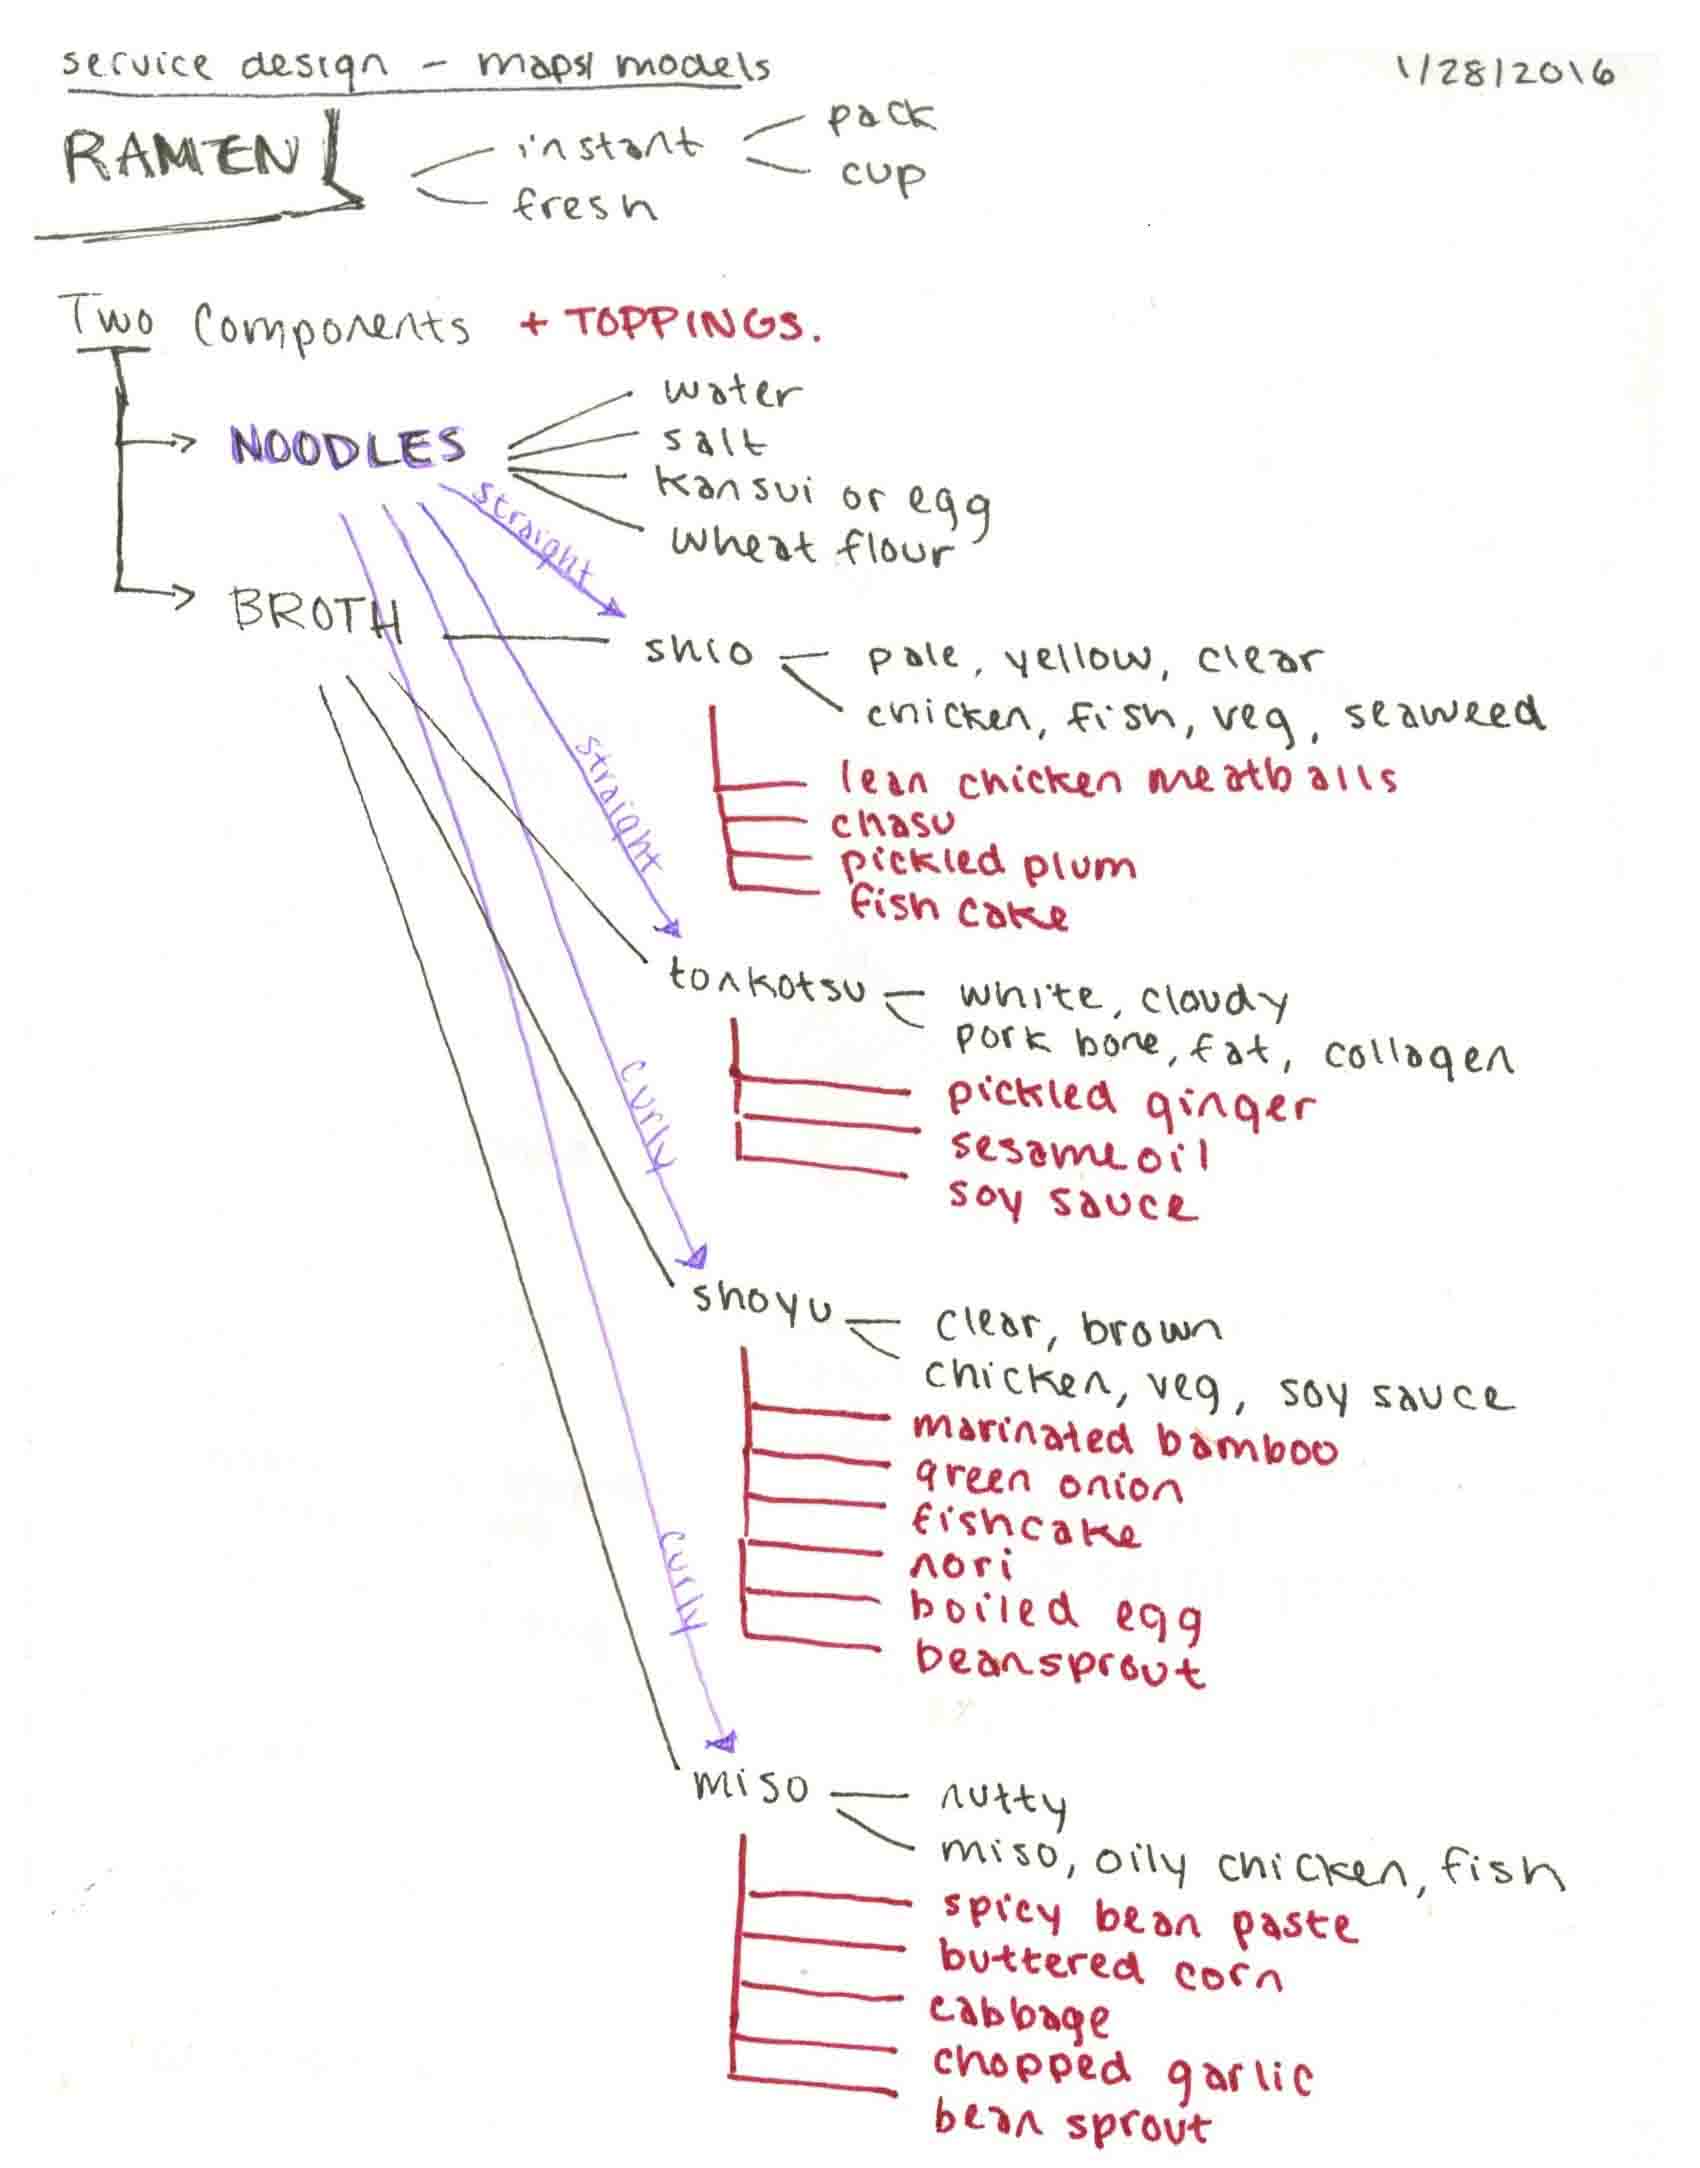 service design - maps/models
1/28/2016
RAMEN
instant
pack
cup
fresh
Two Components + TOPPINGS.
NOODLES
water
salt
kansui or egg
wheat flour
straight
BROTH
shio
pale, yellow, clear
chicken, fish, veg, seaweed
lean chicken meatballs
chasu
pickled plum
fish cake
straight
tonkotsu
white, cloudy
pork bone, fat, collagen
pickled ginger
sesame oil
soy sauce
curly
shoyu
clear, brown
chicken, veg, soy sauce
marinated bamboo
green onion
fishcake
nori
boiled egg
beansprout
curly
miso
nutty
miso, oily chicken, fish
spicy bean paste
buttered corn
cabbage
chopped garlic
bean sprout